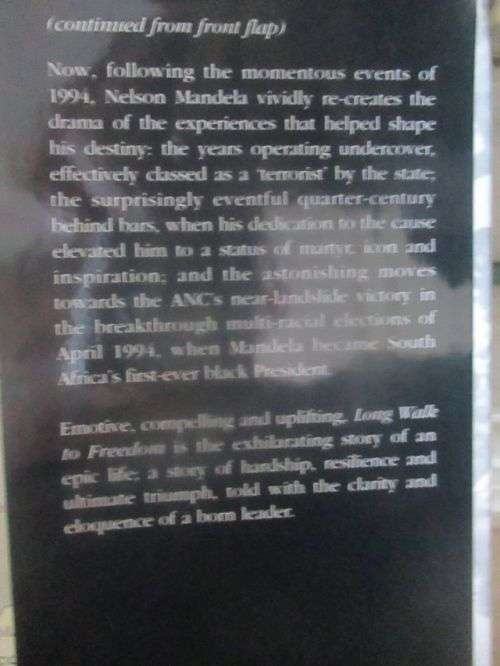 (continued from front flap)
Now, following the momentous events of
1994, Nelson Mandela vividly re-creates the
drama of the experiences that helped shape
his destiny: the years operating undercover,
effectively classed as a 'terrorist' by the state;
the surprisingly eventful quarter-century
behind bars, when his dedication to the cause
elevated him to a status of martyr, icon and
inspiration; and the astonishing moves
towards the ANC's near-landslide victory in
the breakthrough multi-racial elections of
April 1994, when Mandela became South
Africa's first-ever black President.
Emotive, compelling and uplifting, Long Walk
to Freedom is the exhilarating story of an
epic life; a story of hardship, resilience and
ultimate triumph, told with the clarity and
eloquence of a born leader.